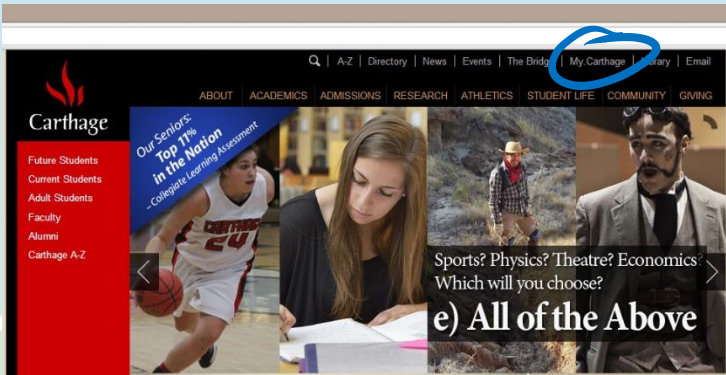 A-Z | Directory | News | Events | The Bridge | My.Carthage | Library | Email
ABOUT ACADEMICS ADMISSIONS RESEARCH ATHLETICS STUDENT LIFE COMMUNITY GIVING
Carthage
Future Students
Current Students
Adult Students
Faculty
Alumni
Carthage A-Z
Our Seniors:
Top 11%
in the Nation
–Collegiate Learning Assessment
CARTHAGE
24
Sports? Physics? Theatre? Economics?
Which will you choose?
e) All of the Above